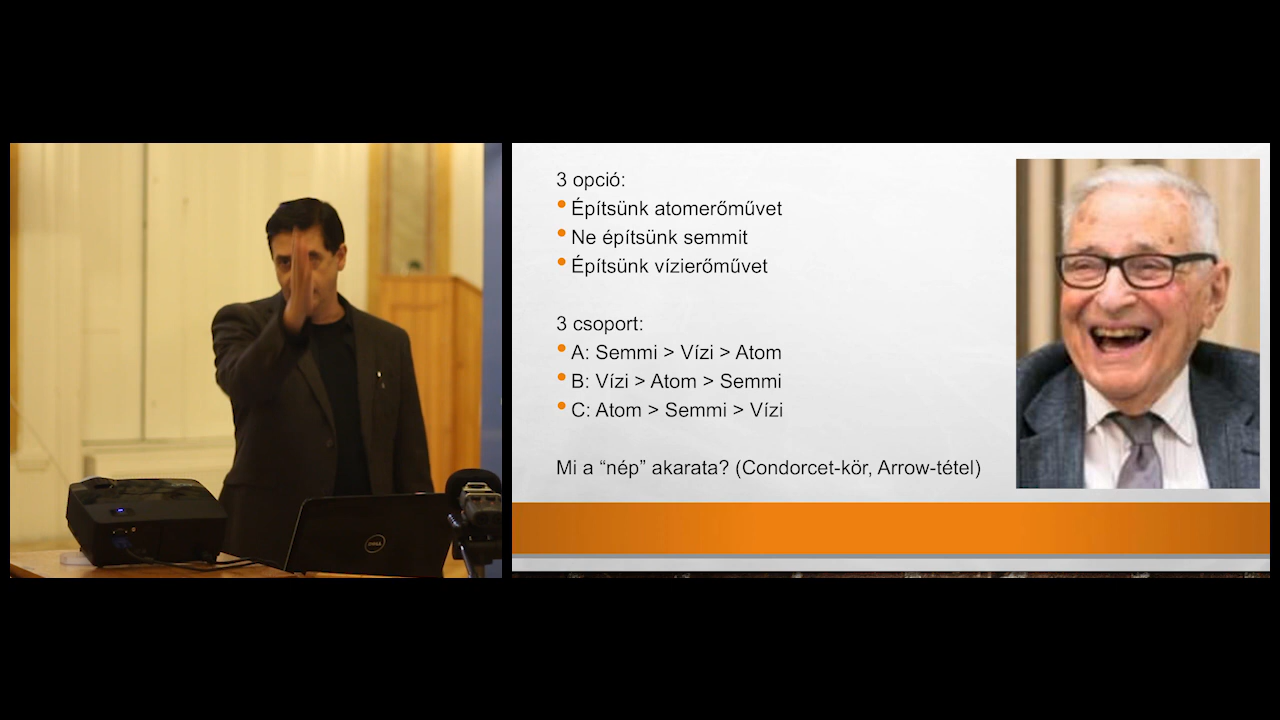 3 opció:
Építsünk atomerőművet
Ne építsünk semmit
Építsünk vízierőművet
3 csoport:
A: Semmi > Vízi > Atom
B: Vízi > Atom > Semmi
C: Atom > Semmi > Vízi
Mi a “nép” akarata? (Condorcet-kör, Arrow-tétel)
DELL